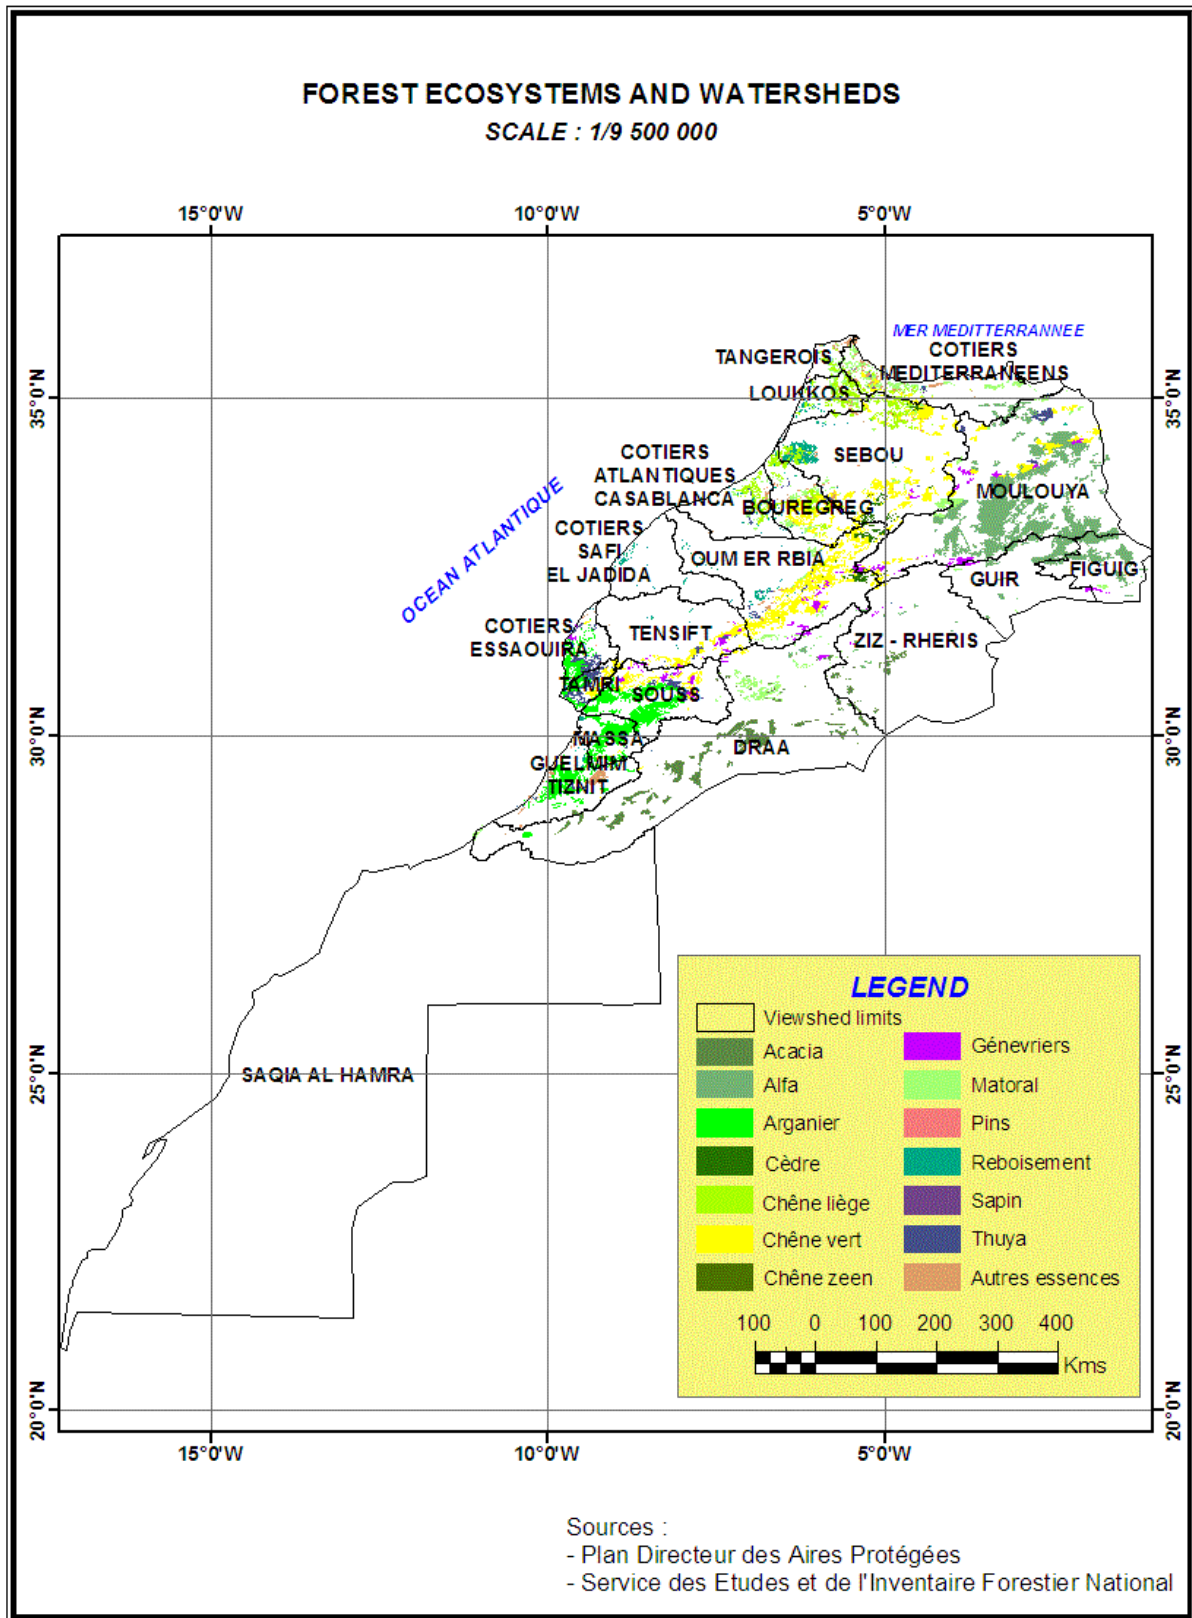 FOREST ECOSYSTEMS AND WATERSHEDS
SCALE : 1/9 500 000
15°0'W 10°0'W 5°0'W
MER MEDITTERRANNEE
COTIERS
MEDITERRANEENS
TANGEROIS
LOUKKOS
35°0'N 35°0'N
SEBOU
COTIERS
ATLANTIQUES
CASABLANCA
MOULOUYA
BOUREGREG
OCEAN ATLANTIQUE
COTIERS
SAFI
EL JADIDA
OUM ER RBIA
GUIR
FIGUIG
COTIERS
ESSAOUIRA
TENSIFT
ZIZ - RHERIS
TAMRI
SOUSS
30°0'N 30°0'N
MASSA
DRAA
GUELMIM
TIZNIT
25°0'N 25°0'N
SAQIA AL HAMRA
LEGEND
Viewshed limits
Acacia
Alfa
Arganier
Cèdre
Chêne liège
Chêne vert
Chêne zeen
Génevriers
Matoral
Pins
Reboisement
Sapin
Thuya
Autres essences
100 0 100 200 300 400
Kms
20°0'N 20°0'N
15°0'W 10°0'W 5°0'W
Sources :
- Plan Directeur des Aires Protégées
- Service des Etudes et de l'Inventaire Forestier National